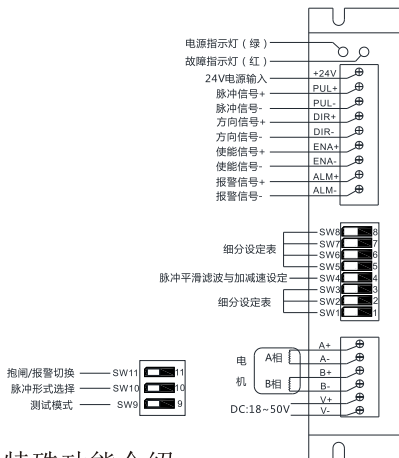 电源指示灯（绿）
故障指示灯（红）
24V电源输入 +24V
脉冲信号+ PUL+
脉冲信号- PUL-
方向信号+ DIR+
方向信号- DIR-
使能信号+ ENA+
使能信号- ENA-
报警信号+ ALM+
报警信号- ALM-
SW8 8
SW7 7
细分设定表
SW6 6
SW5 5
脉冲平滑滤波与加减速设定 SW4 4
SW3 3
细分设定表 SW2 2
SW1 1
电机
A相
B相
A+
A-
B+
B-
V+
DC:18~50V V-
抱闸/报警切换 SW11 11
脉冲形式选择 SW10 10
测试模式 SW9 9